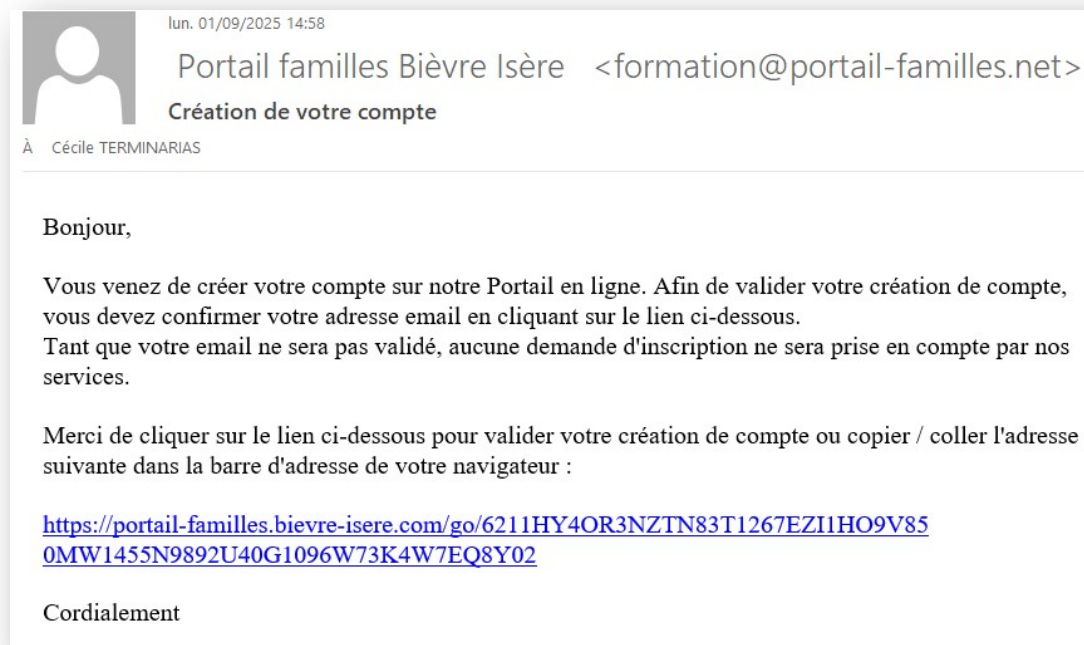 lun. 01/09/2025 14:58
Portail familles Bièvre Isère <formation@portail-familles.net>
Création de votre compte
À Cécile TERMINARIAS
Bonjour,
Vous venez de créer votre compte sur notre Portail en ligne. Afin de valider votre création de compte,
vous devez confirmer votre adresse email en cliquant sur le lien ci-dessous.
Tant que votre email ne sera pas validé, aucune demande d'inscription ne sera prise en compte par nos
services.
Merci de cliquer sur le lien ci-dessous pour valider votre création de compte ou copier / coller l'adresse
suivante dans la barre d'adresse de votre navigateur :
https://portail-familles.bievre-isere.com/go/6211HY4OR3NZTN83T1267EZI1HO9V85
0MW1455N9892U40G1096W73K4W7EQ8Y02
Cordialement